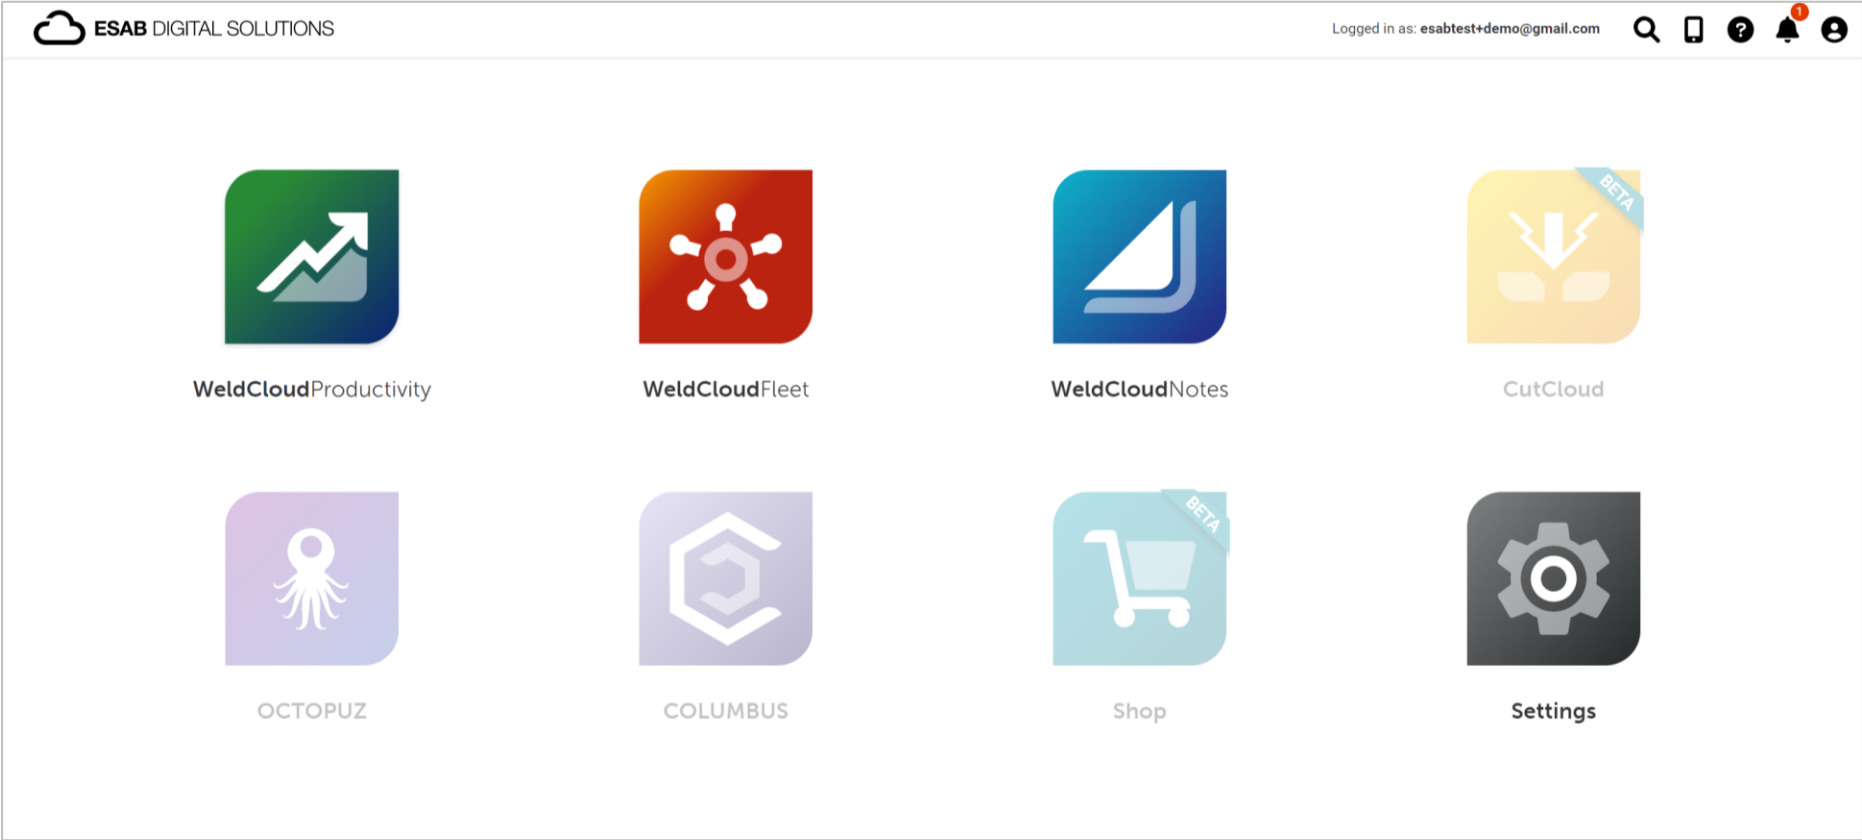 ESAB DIGITAL SOLUTIONS
Logged in as: esabtest+demo@gmail.com
1
WeldCloudProductivity
WeldCloudFleet
WeldCloudNotes
BETA
CutCloud
OCTOPUZ
COLUMBUS
BETA
Shop
Settings